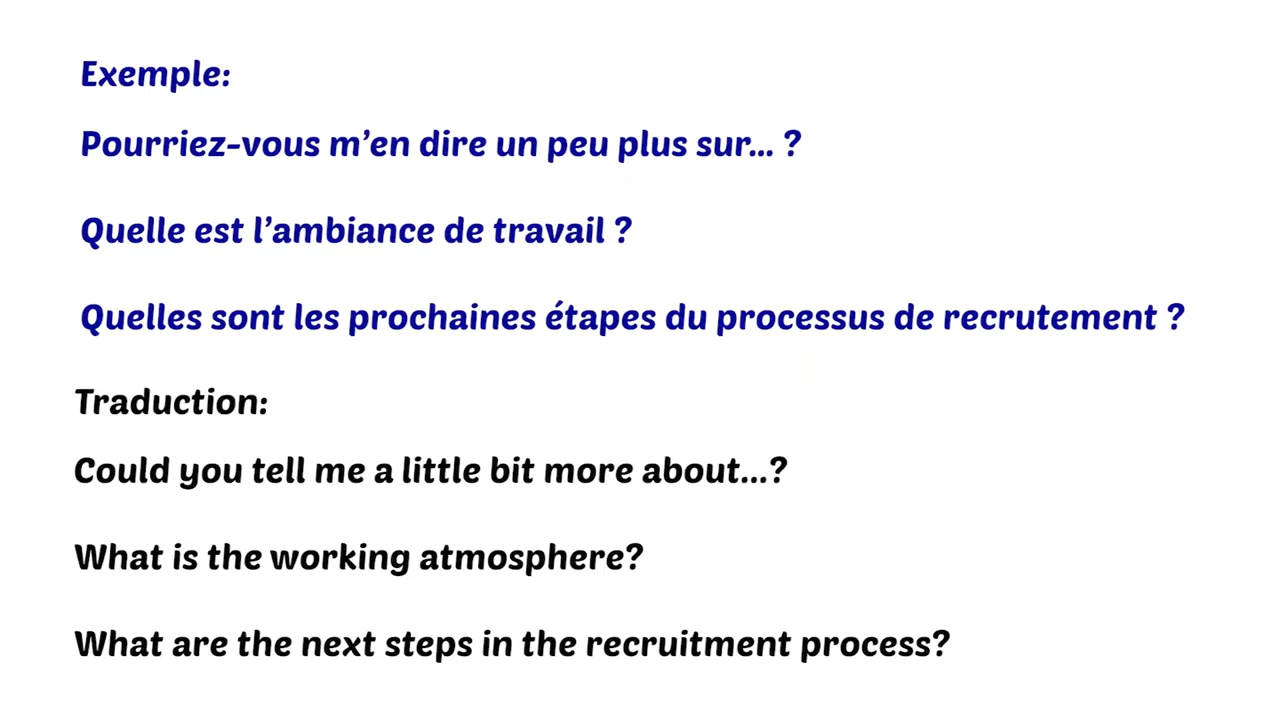 Exemple:
Pourriez-vous m’en dire un peu plus sur... ?
Quelle est l’ambiance de travail ?
Quelles sont les prochaines étapes du processus de recrutement ?
Traduction:
Could you tell me a little bit more about...?
What is the working atmosphere?
What are the next steps in the recruitment process?